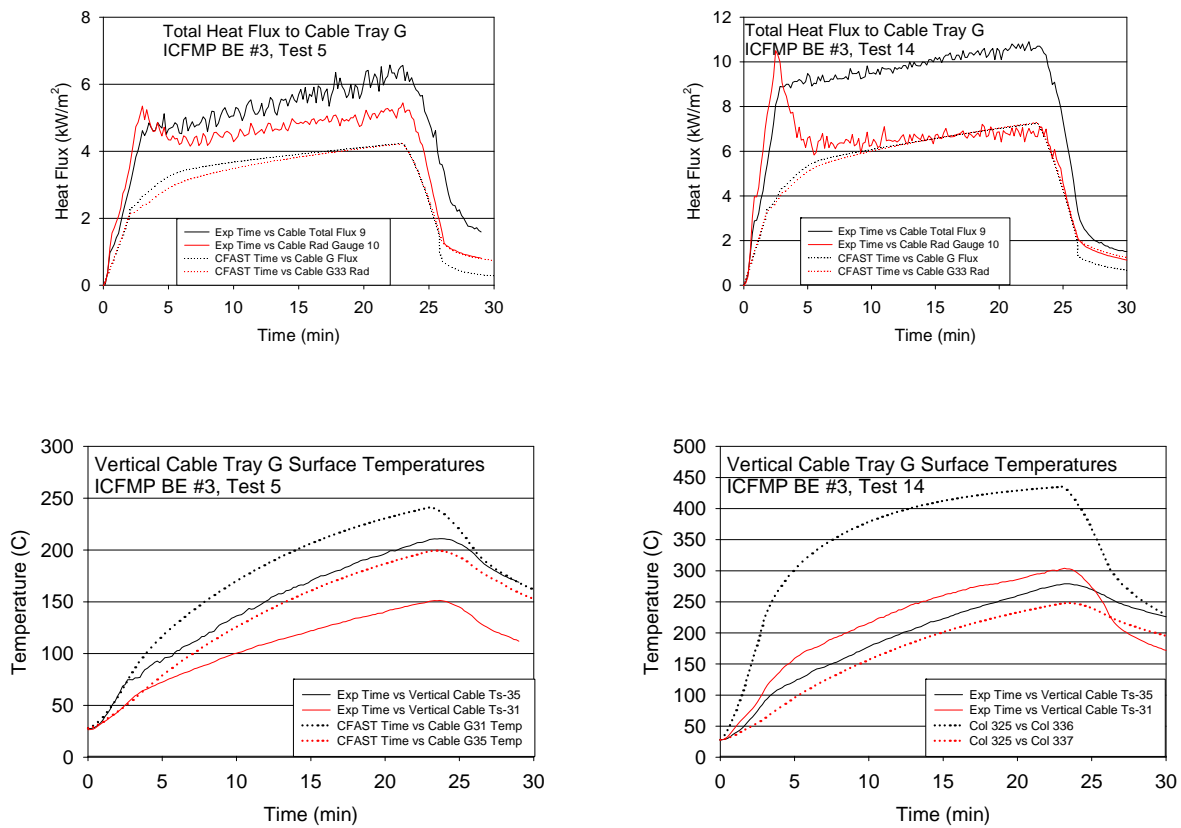 Total Heat Flux to Cable Tray G
ICFMP BE #3, Test 5
8
6
4
2
0
Heat Flux (kW/m²)
Exp Time vs Cable Total Flux 9
Exp Time vs Cable Rad Gauge 10
CFAST Time vs Cable G Flux
CFAST Time vs Cable G33 Rad
0 5 10 15 20 25 30
Time (min)
Total Heat Flux to Cable Tray G
ICFMP BE #3, Test 14
12
10
8
6
4
2
0
Heat Flux (kW/m²)
Exp Time vs Cable Total Flux 9
Exp Time vs Cable Rad Gauge 10
CFAST Time vs Cable G Flux
CFAST Time vs Cable G33 Rad
0 5 10 15 20 25 30
Time (min)
Vertical Cable Tray G Surface Temperatures
ICFMP BE #3, Test 5
300
250
200
150
100
50
0
Temperature (C)
Exp Time vs Vertical Cable Ts-35
Exp Time vs Vertical Cable Ts-31
CFAST Time vs Cable G31 Temp
CFAST Time vs Cable G35 Temp
0 5 10 15 20 25 30
Time (min)
Vertical Cable Tray G Surface Temperatures
ICFMP BE #3, Test 14
500
450
400
350
300
250
200
150
100
50
0
Temperature (C)
Exp Time vs Vertical Cable Ts-35
Exp Time vs Vertical Cable Ts-31
Col 325 vs Col 336
Col 325 vs Col 337
0 5 10 15 20 25 30
Time (min)